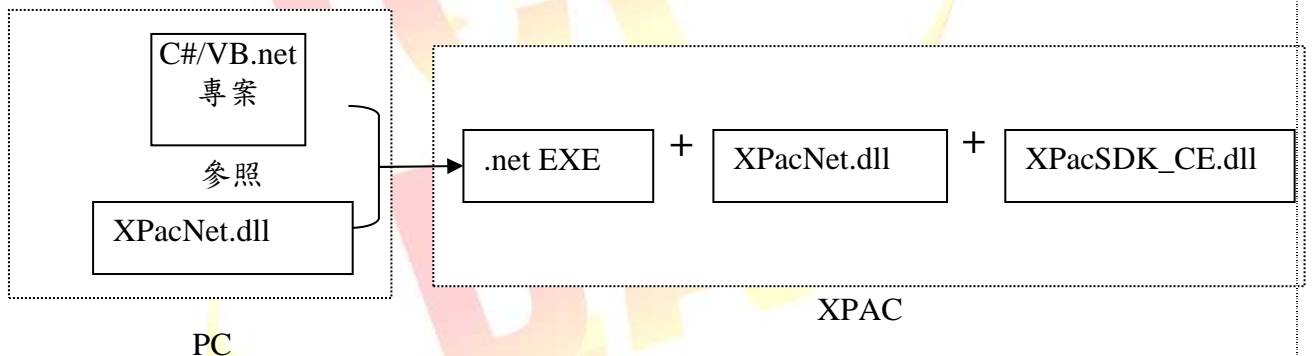 C#/VB.net
專案
參照
XPacNet.dll
PC
.net EXE
+
XPacNet.dll
+
XPacSDK_CE.dll
XPAC